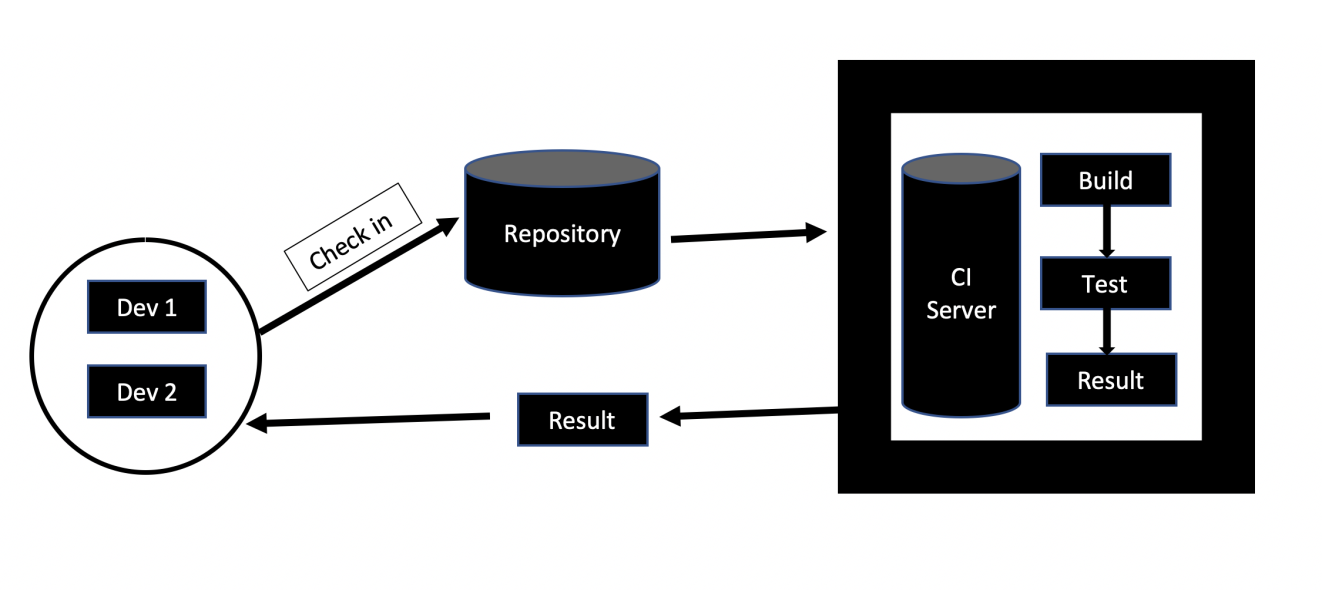 Check in
Repository
Dev 1
Dev 2
Result
CI
Server
Build
Test
Result